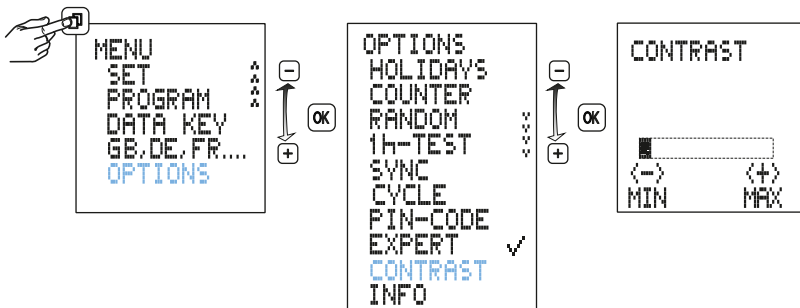 MENU
SET
PROGRAM
DATA KEY
GB,DE,FR....
OPTIONS
−
OK
+
OPTIONS
HOLIDAYS
COUNTER
RANDOM
1h-TEST
SYNC
CYCLE
PIN-CODE
EXPERT ✓
CONTRAST
INFO
−
OK
+
CONTRAST
(−) (+)
MIN MAX